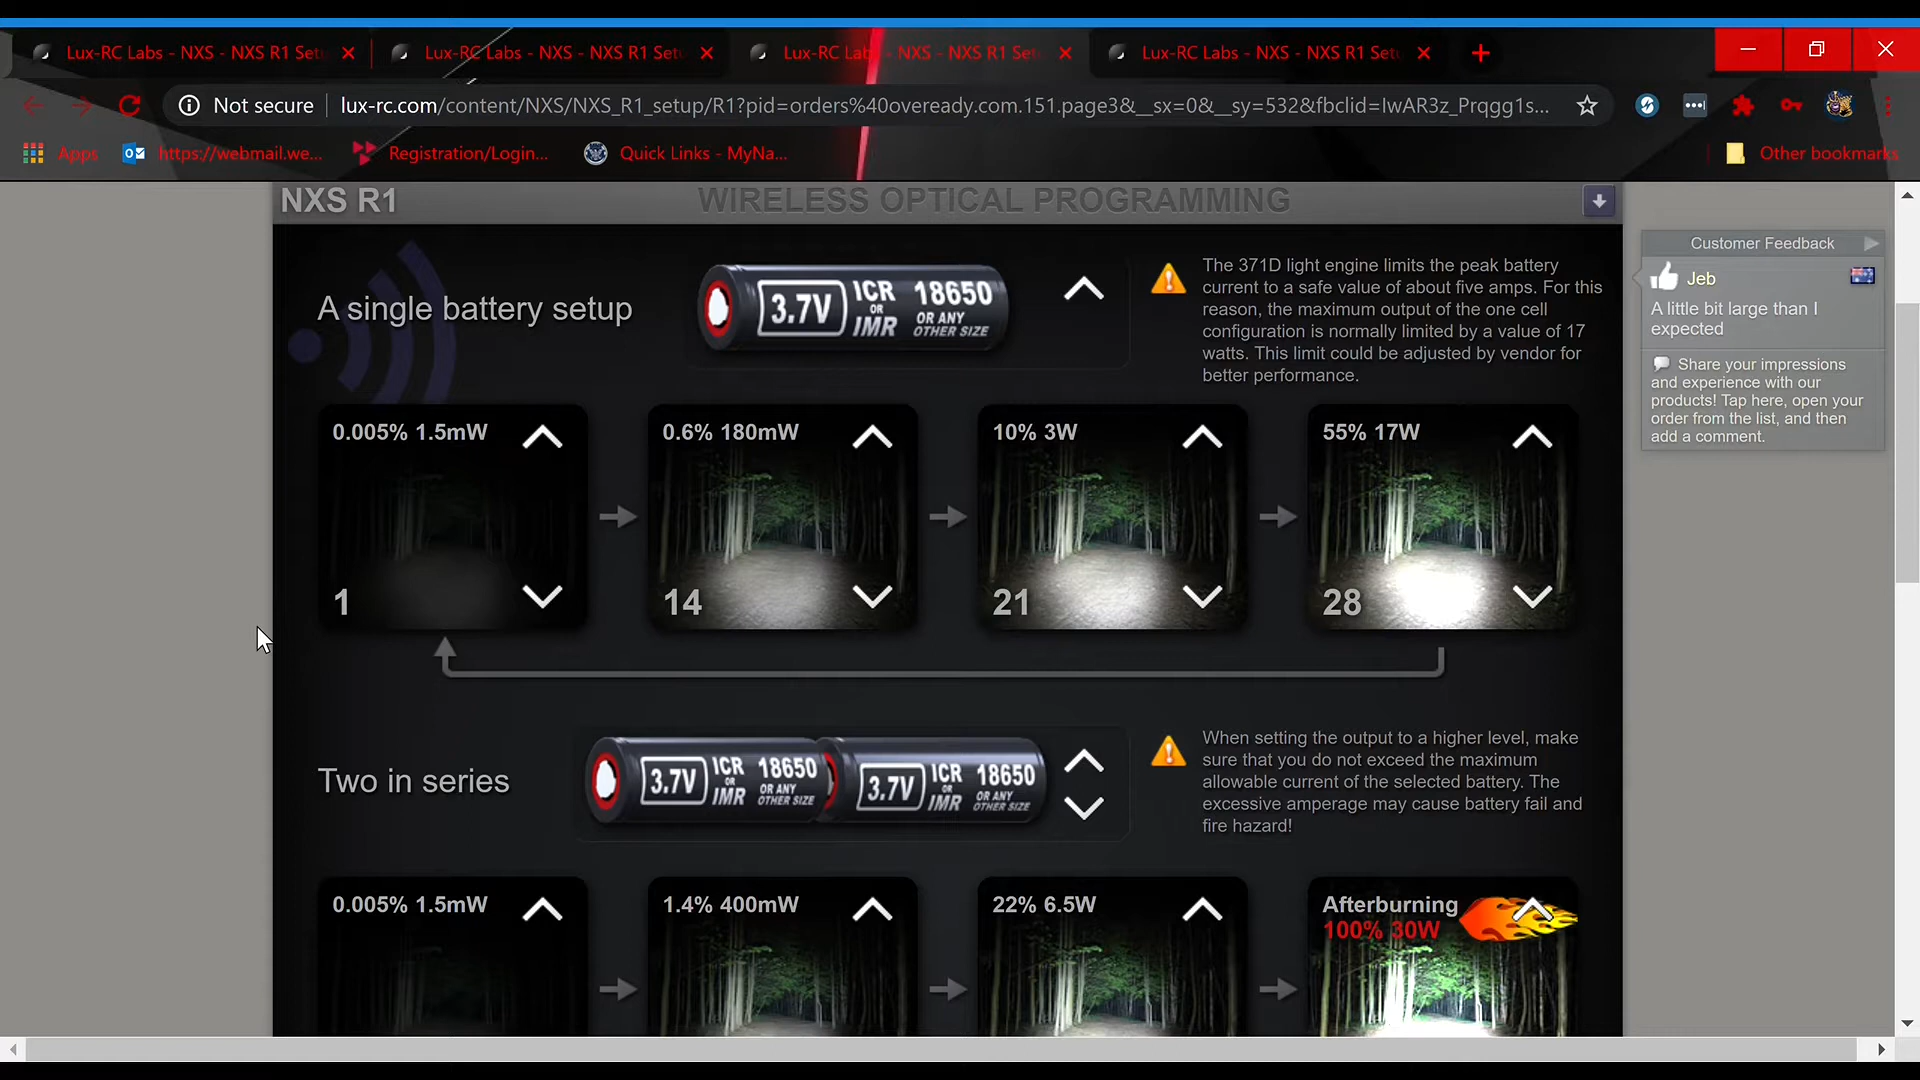 Lux-RC Labs - NXS - NXS R1 Setu
Lux-RC Labs - NXS - NXS R1 Setu
Lux-RC Labs - NXS - NXS R1 Setu
Lux-RC Labs - NXS - NXS R1 Setu
Not secure
lux-rc.com/content/NXS/NXS_R1_setup/R1?pid=orders%40oveready.com.151.page3&__sx=0&__sy=532&fbclid=IwAR3z_Prqgg1s...
Apps
https://webmail.we...
Registration/Login...
Quick Links - MyNa...
Other bookmarks
NXS R1
WIRELESS OPTICAL PROGRAMMING
A single battery setup
3.7V
ICR OR IMR
18650
OR ANY
OTHER SIZE
The 371D light engine limits the peak battery
current to a safe value of about five amps. For this
reason, the maximum output of the one cell
configuration is normally limited by a value of 17
watts. This limit could be adjusted by vendor for
better performance.
0.005% 1.5mW
1
0.6% 180mW
14
10% 3W
21
55% 17W
28
Two in series
3.7V
ICR OR IMR
18650
OR ANY
OTHER SIZE
3.7V
ICR OR IMR
18650
OR ANY
OTHER SIZE
When setting the output to a higher level, make
sure that you do not exceed the maximum
allowable current of the selected battery. The
excessive amperage may cause battery fail and
fire hazard!
0.005% 1.5mW
1.4% 400mW
22% 6.5W
Afterburning
100% 30W
Customer Feedback
Jeb
A little bit large than I
expected
Share your impressions
and experience with our
products! Tap here, open your
order from the list, and then
add a comment.